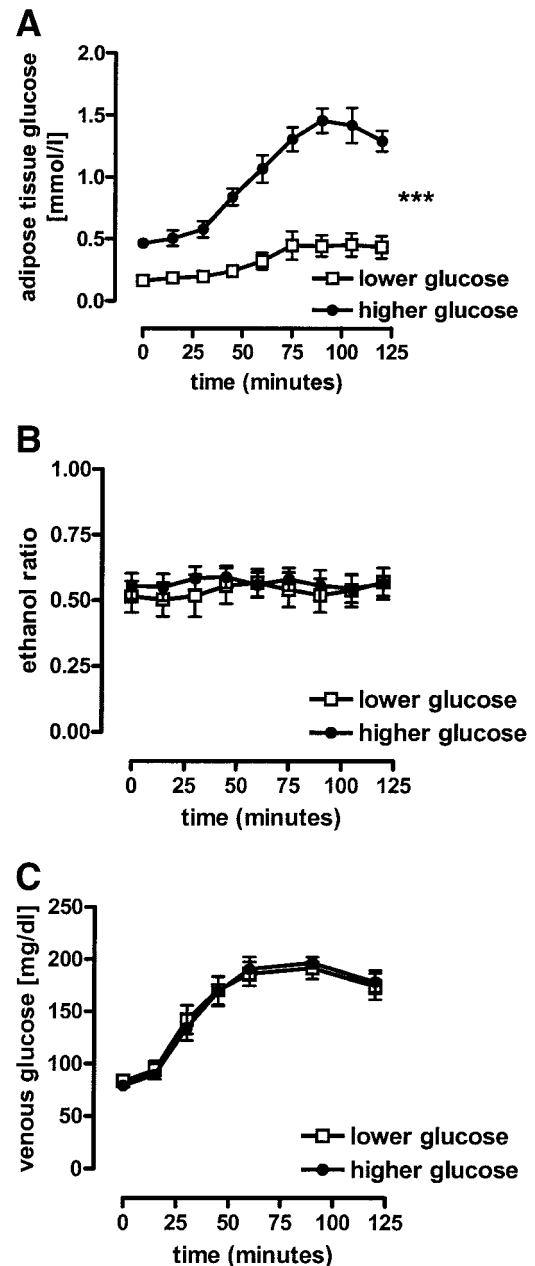 A
adipose tissue glucose
[mmol/l]
2.0
1.5
1.0
0.5
0.0
***
lower glucose
higher glucose
0 25 50 75 100 125
time (minutes)
B
ethanol ratio
1.00
0.75
0.50
0.25
0.00
lower glucose
higher glucose
0 25 50 75 100 125
time (minutes)
C
venous glucose [mg/dl]
250
200
150
100
50
0
lower glucose
higher glucose
0 25 50 75 100 125
time (minutes)